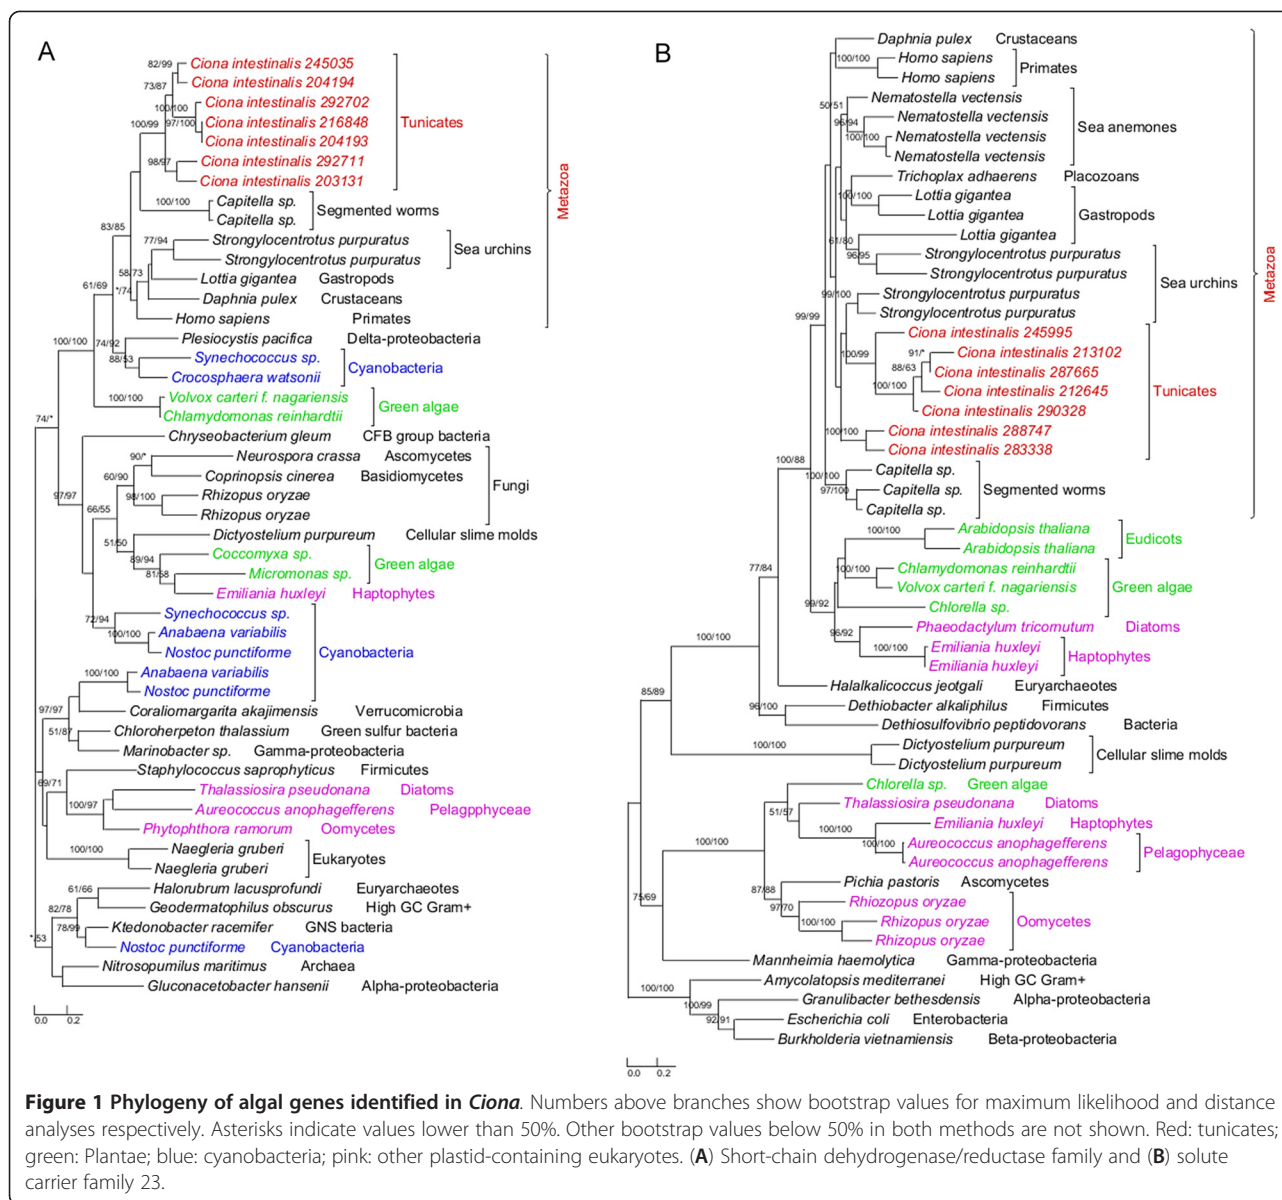 A
82/99
Ciona intestinalis 245035
Ciona intestinalis 204194
73/87
Ciona intestinalis 292702
100/100
Ciona intestinalis 216848
97/100
Tunicates
100/99
Ciona intestinalis 204193
Ciona intestinalis 292711
98/97
Ciona intestinalis 203131
Metazoa
100/100
Capitella sp.
Capitella sp.
Segmented worms
83/85
77/94
Strongylocentrotus purpuratus
Strongylocentrotus purpuratus
Sea urchins
58/73
Lottia gigantea Gastropods
61/69
*/74
Daphnia pulex Crustaceans
Homo sapiens Primates
100/100
74/92
Plesiocystis pacifica Delta-proteobacteria
88/53
Synechococcus sp.
Crocosphaera watsonii
Cyanobacteria
100/100
Volvox carteri f. nagariensis
Chlamydomonas reinhardtii
Green algae
74/*
Chryseobacterium gleum CFB group bacteria
90/*
Neurospora crassa Ascomycetes
60/90
Coprinopsis cinerea Basidiomycetes
Fungi
97/97
98/100
Rhizopus oryzae
Rhizopus oryzae
66/55
Dictyostelium purpureum Cellular slime molds
51/50
Coccomyxa sp.
89/94
Green algae
81/58
Micromonas sp.
Emiliania huxleyi Haptophytes
72/94
Synechococcus sp.
100/100
Anabaena variabilis
Nostoc punctiforme
Cyanobacteria
100/100
Anabaena variabilis
Nostoc punctiforme
97/97
Coraliomargarita akajimensis Verrucomicrobia
51/87
Chloroherpeton thalassium Green sulfur bacteria
Marinobacter sp. Gamma-proteobacteria
69/71
Staphylococcus saprophyticus Firmicutes
100/97
Thalassiosira pseudonana Diatoms
Aureococcus anophagefferens Pelagpphyceae
Phytophthora ramorum Oomycetes
100/100
Naegleria gruberi
Naegleria gruberi
Eukaryotes
61/66
Halorubrum lacusprofundi Euryarchaeotes
82/78
Geodermatophilus obscurus High GC Gram+
78/99
Ktedonobacter racemifer GNS bacteria
*/53
Nostoc punctiforme Cyanobacteria
Nitrosopumilus maritimus Archaea
Gluconacetobacter hansenii Alpha-proteobacteria
0.0 0.2
B
Daphnia pulex Crustaceans
100/100
Homo sapiens
Homo sapiens
Primates
50/51
Nematostella vectensis
96/94
Nematostella vectensis
100/100
Nematostella vectensis
Nematostella vectensis
Sea anemones
Trichoplax adhaerens Placozoans
100/100
Lottia gigantea
Lottia gigantea
Gastropods
61/80
Lottia gigantea
96/95
Strongylocentrotus purpuratus
Strongylocentrotus purpuratus
Sea urchins
99/100
Strongylocentrotus purpuratus
Strongylocentrotus purpuratus
Metazoa
99/99
Ciona intestinalis 245995
100/99
91/*
Ciona intestinalis 213102
88/63
Ciona intestinalis 287665
100/100
Ciona intestinalis 212645
Tunicates
Ciona intestinalis 290328
100/100
Ciona intestinalis 288747
Ciona intestinalis 283338
100/88
100/100
Capitella sp.
97/100
Capitella sp.
Segmented worms
Capitella sp.
100/100
Arabidopsis thaliana
Arabidopsis thaliana
Eudicots
77/84
100/100
Chlamydomonas reinhardtii
Volvox carteri f. nagariensis
Green algae
99/92
Chlorella sp.
96/92
Phaeodactylum tricornutum Diatoms
100/100
Emiliania huxleyi
Emiliania huxleyi
Haptophytes
100/100
Halalkalicoccus jeotgali Euryarchaeotes
85/89
96/100
Dethiobacter alkaliphilus Firmicutes
Dethiosulfovibrio peptidovorans Bacteria
100/100
Dictyostelium purpureum
Dictyostelium purpureum
Cellular slime molds
Chlorella sp. Green algae
51/57
Thalassiosira pseudonana Diatoms
100/100
Emiliania huxleyi Haptophytes
100/100
100/100
Aureococcus anophagefferens
Aureococcus anophagefferens
Pelagophyceae
87/88
Pichia pastoris Ascomycetes
75/69
97/70
Rhiozopus oryzae
100/100
Rhizopus oryzae
Rhizopus oryzae
Oomycetes
Mannheimia haemolytica Gamma-proteobacteria
100/100
Amycolatopsis mediterranei High GC Gram+
100/99
Granulibacter bethesdensis Alpha-proteobacteria
92/91
Escherichia coli Enterobacteria
Burkholderia vietnamiensis Beta-proteobacteria
0.0 0.2
Figure 1 Phylogeny of algal genes identified in Ciona. Numbers above branches show bootstrap values for maximum likelihood and distance
analyses respectively. Asterisks indicate values lower than 50%. Other bootstrap values below 50% in both methods are not shown. Red: tunicates;
green: Plantae; blue: cyanobacteria; pink: other plastid-containing eukaryotes. (A) Short-chain dehydrogenase/reductase family and (B) solute
carrier family 23.